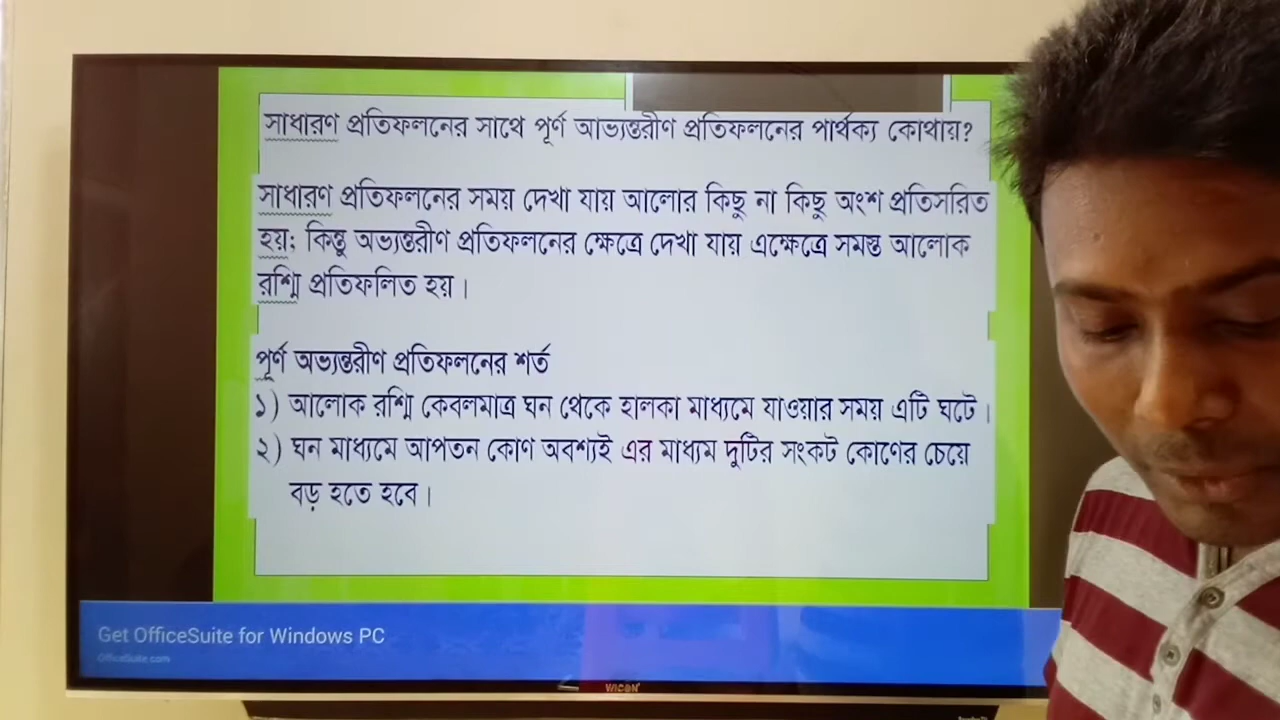 সাধারণ প্রতিফলনের সাথে পূর্ণ আভ্যন্তরীণ প্রতিফলনের পার্থক্য কোথায়?
সাধারণ প্রতিফলনের সময় দেখা যায় আলোর কিছু না কিছু অংশ প্রতিসরিত
হয়; কিন্তু অভ্যন্তরীণ প্রতিফলনের ক্ষেত্রে দেখা যায় এক্ষেত্রে সমস্ত আলোক
রশ্মি প্রতিফলিত হয়।
পূর্ণ অভ্যন্তরীণ প্রতিফলনের শর্ত
১) আলোক রশ্মি কেবলমাত্র ঘন থেকে হালকা মাধ্যমে যাওয়ার সময় এটি ঘটে।
২) ঘন মাধ্যমে আপতন কোণ অবশ্যই এর মাধ্যম দুটির সংকট কোণের চেয়ে
বড় হতে হবে।
Get OfficeSuite for Windows PC
OfficeSuite.com
WICON